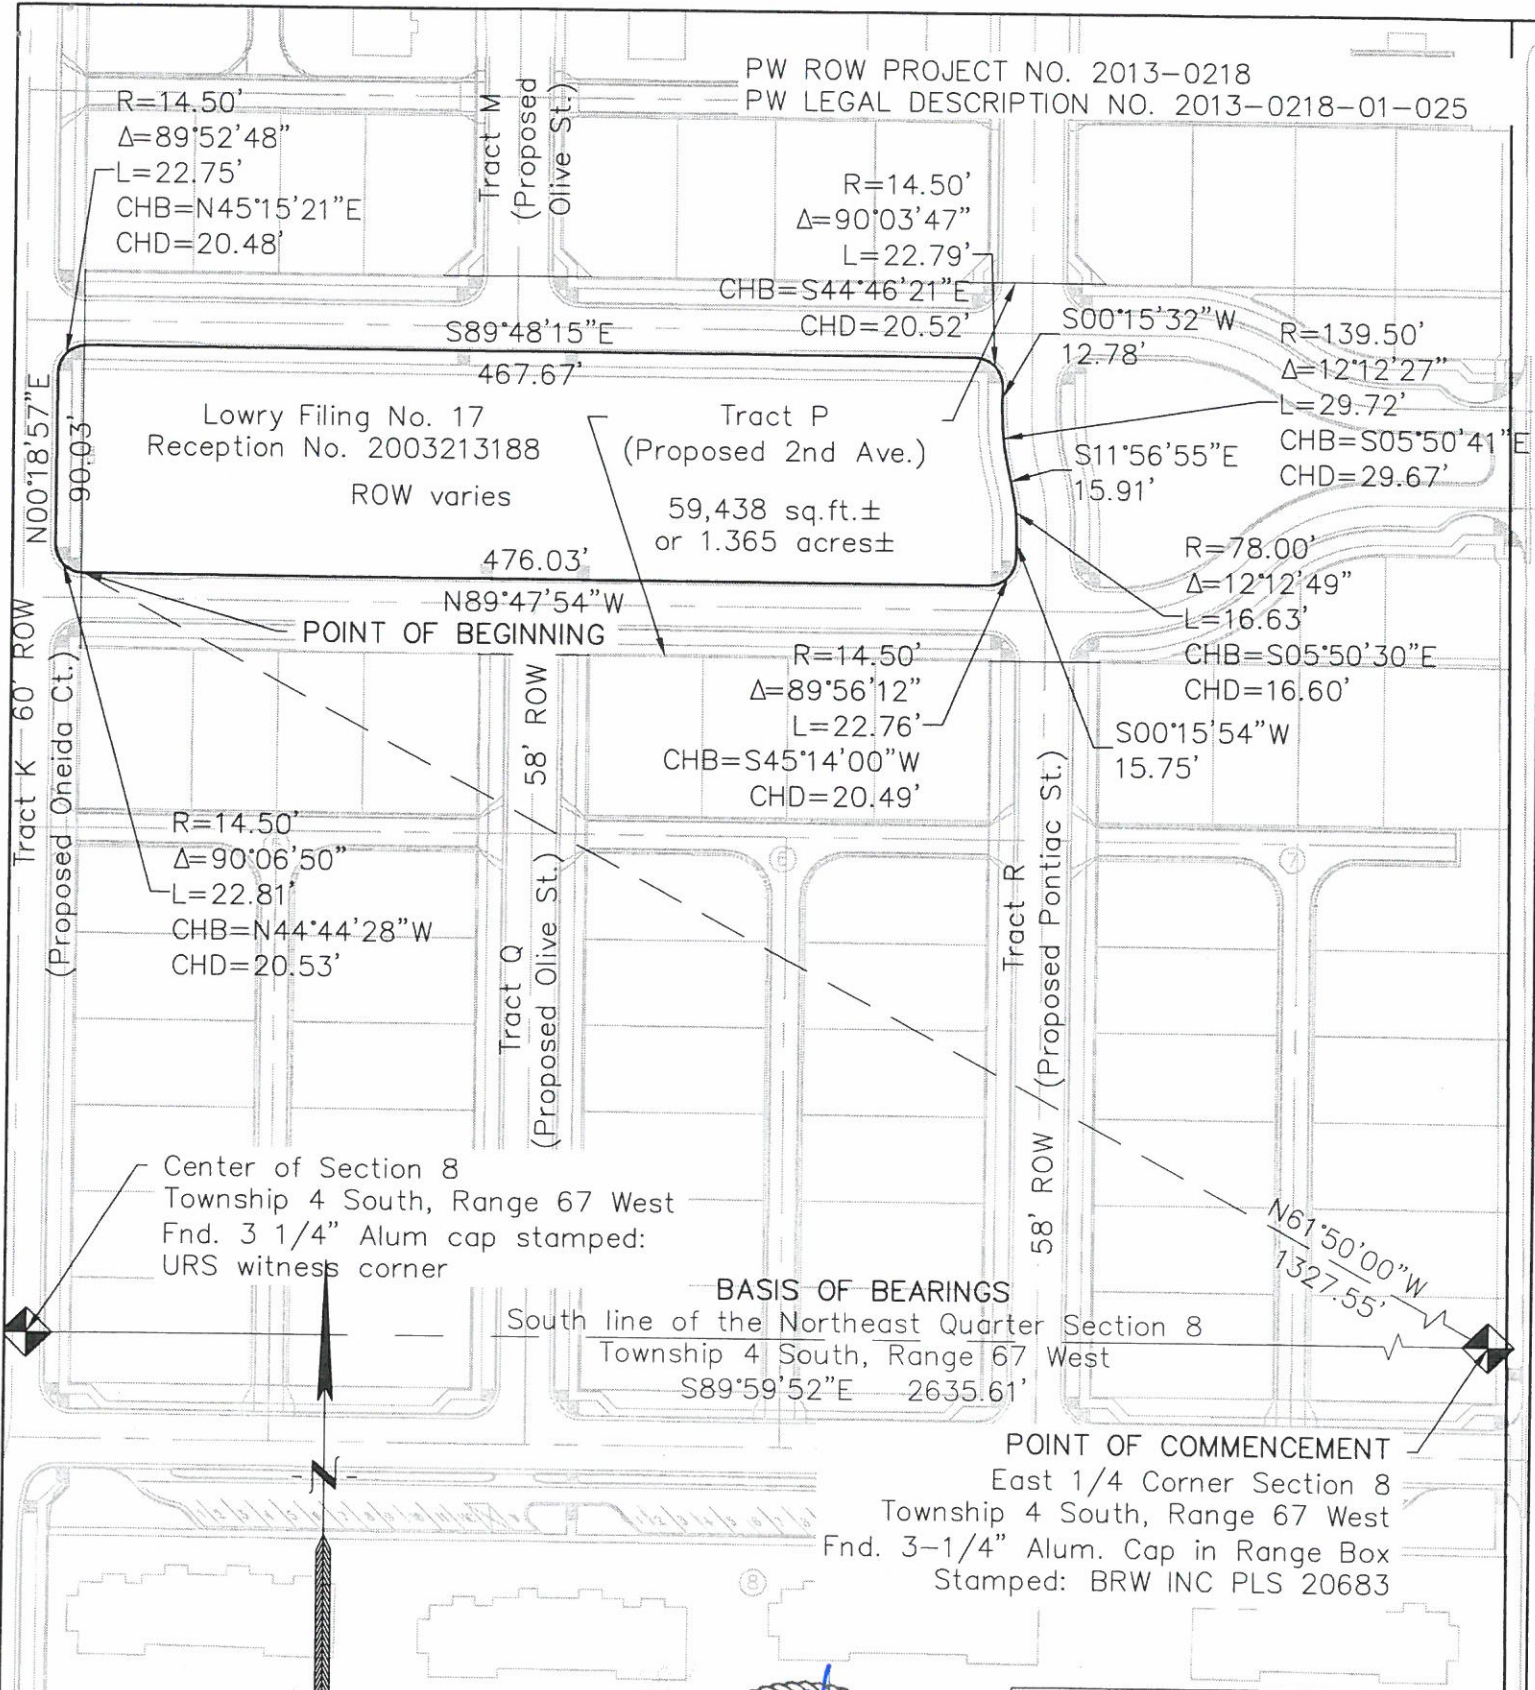 PW ROW PROJECT NO. 2013-0218
PW LEGAL DESCRIPTION NO. 2013-0218-01-025
R=14.50'
Δ=89°52'48"
L=22.75'
CHB=N45°15'21"E
CHD=20.48'
Tract M
(Proposed
Olive St.)
R=14.50'
Δ=90°03'47"
L=22.79'
CHB=S44°46'21"E
CHD=20.52'
S00°15'32"W
12.78'
R=139.50'
Δ=12°12'27"
L=29.72'
CHB=S05°50'41"E
CHD=29.67'
S89°48'15"E
467.67'
N00°18'57"E
90.03'
Lowry Filing No. 17
Reception No. 2003213188
ROW varies
Tract P
(Proposed 2nd Ave.)
59,438 sq.ft.±
or 1.365 acres±
S11°56'55"E
15.91'
R=78.00'
Δ=12°12'49"
L=16.63'
CHB=S05°50'30"E
CHD=16.60'
476.03'
N89°47'54"W
POINT OF BEGINNING
R=14.50'
Δ=89°56'12"
L=22.76'
CHB=S45°14'00"W
CHD=20.49'
S00°15'54"W
15.75'
Tract K 60' ROW
(Proposed Oneida Ct.)
R=14.50'
Δ=90°06'50"
L=22.81'
CHB=N44°44'28"W
CHD=20.53'
Tract Q 58' ROW
(Proposed Olive St.)
Tract R
58' ROW (Proposed Pontiac St.)
6
7
Center of Section 8
Township 4 South, Range 67 West
Fnd. 3 1/4" Alum cap stamped:
URS witness corner
N61°50'00"W
1327.55'
BASIS OF BEARINGS
South line of the Northeast Quarter Section 8
Township 4 South, Range 67 West
S89°59'52"E 2635.61'
N
POINT OF COMMENCEMENT
East 1/4 Corner Section 8
Township 4 South, Range 67 West
Fnd. 3-1/4" Alum. Cap in Range Box
Stamped: BRW INC PLS 20683
8